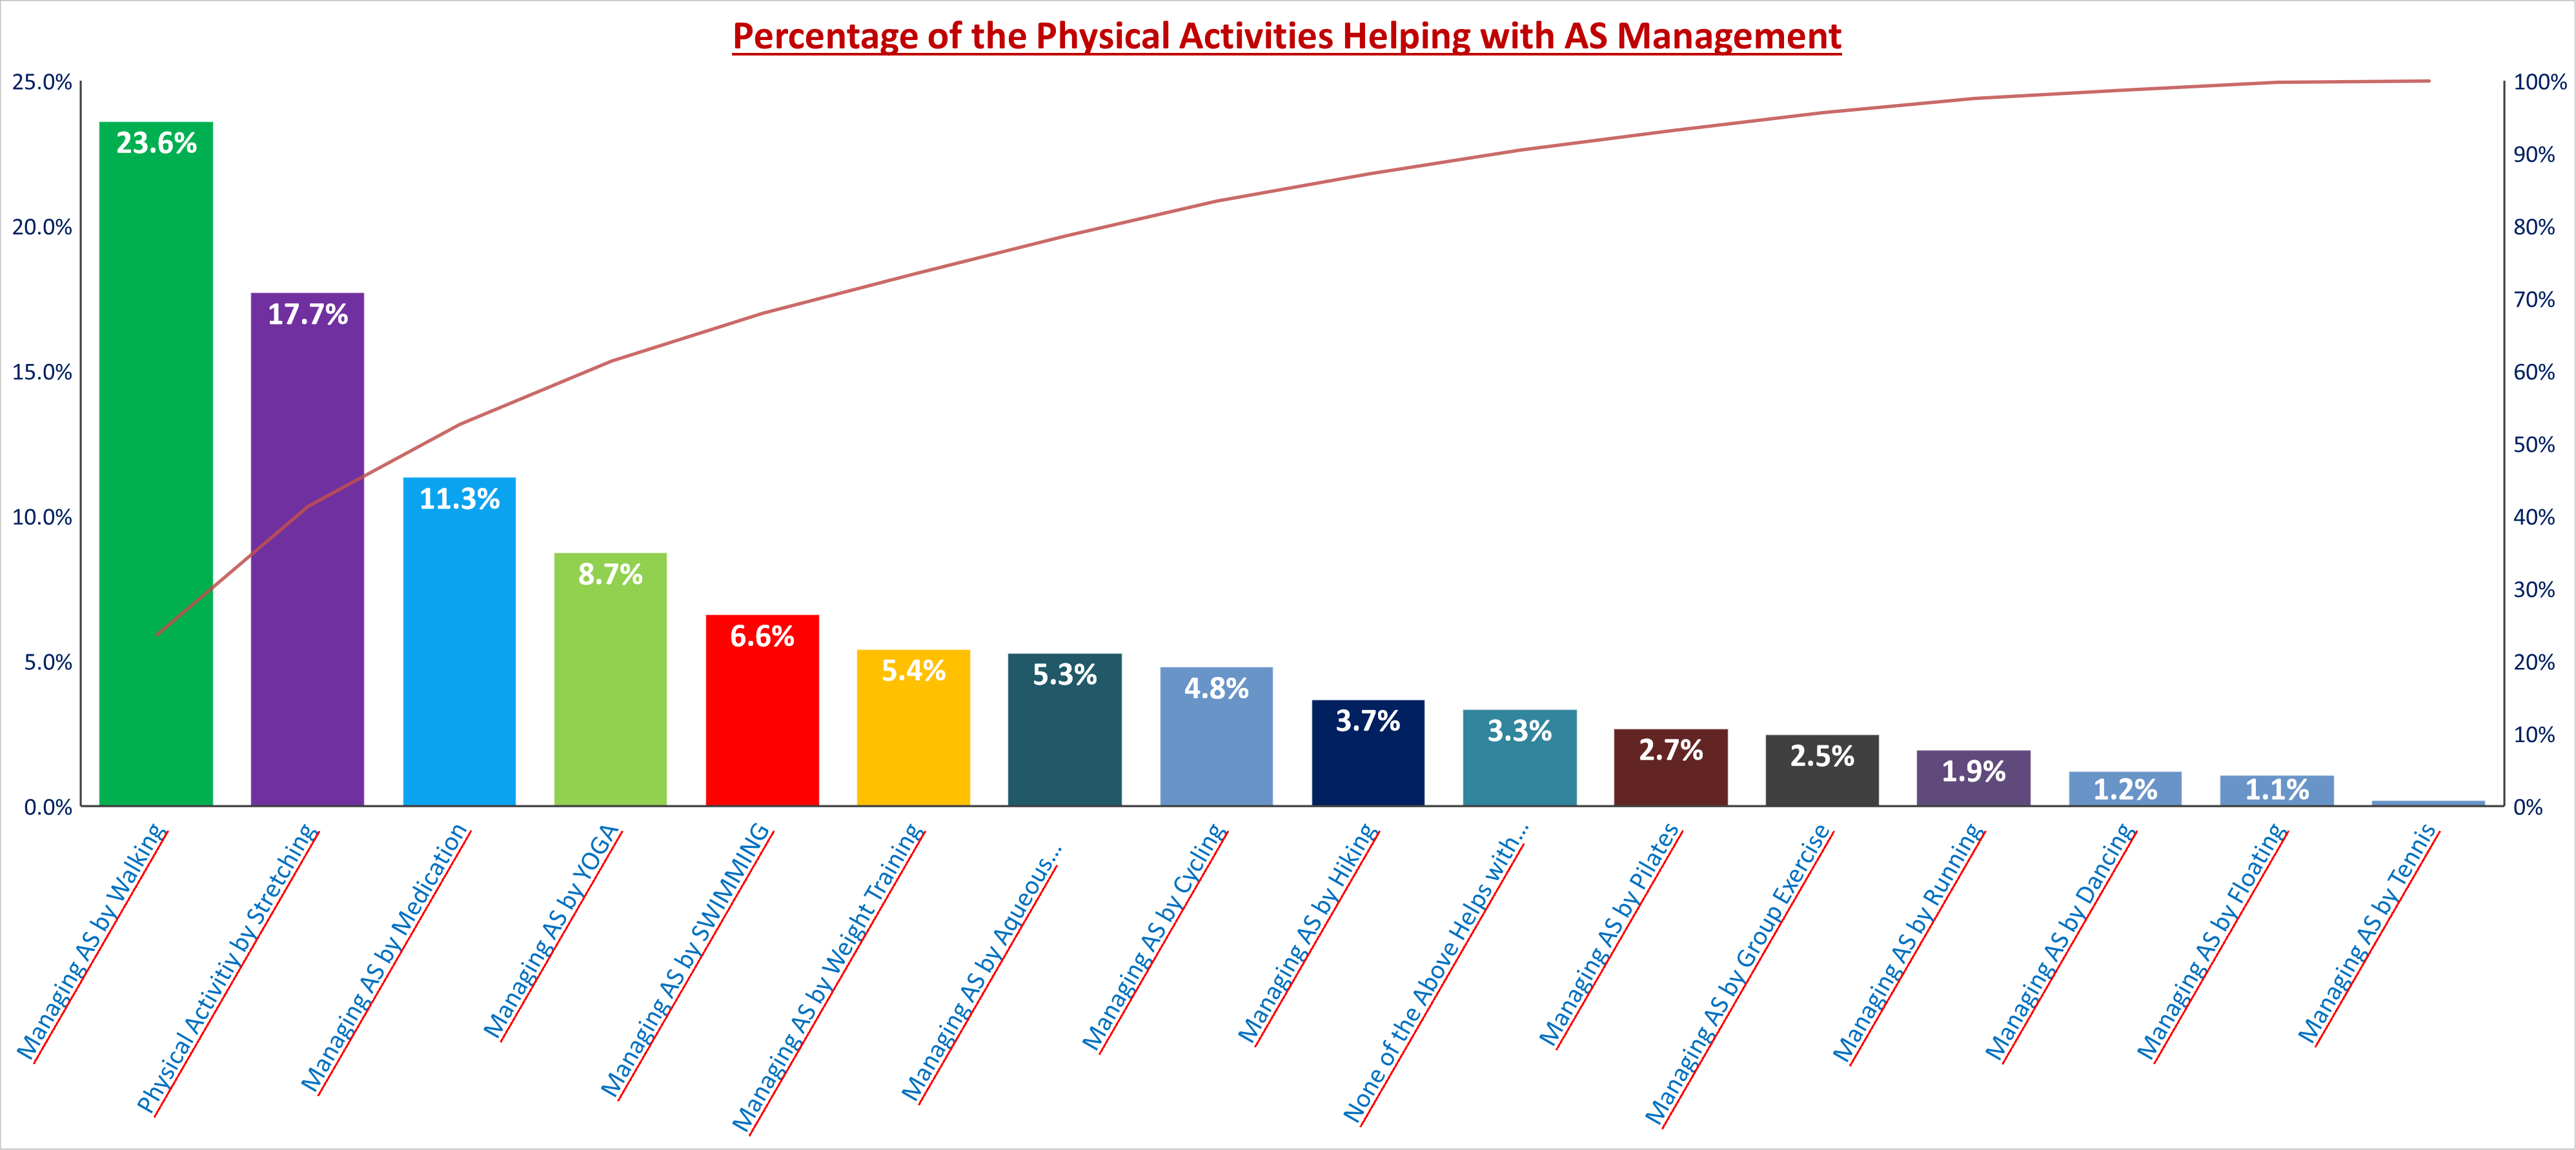 Percentage of the Physical Activities Helping with AS Management
25.0%
20.0%
15.0%
10.0%
5.0%
0.0%
100%
90%
80%
70%
60%
50%
40%
30%
20%
10%
0%
23.6%
17.7%
11.3%
8.7%
6.6%
5.4%
5.3%
4.8%
3.7%
3.3%
2.7%
2.5%
1.9%
1.2%
1.1%
Managing AS by Walking
Physical Activitiy by Stretching
Managing AS by Medication
Managing AS by YOGA
Managing AS by SWIMMING
Managing AS by Weight Training
Managing AS by Aqueous...
Managing AS by Cycling
Managing AS by Hiking
None of the Above Helps with...
Managing AS by Pilates
Managing AS by Group Exercise
Managing AS by Running
Managing AS by Dancing
Managing AS by Floating
Managing AS by Tennis